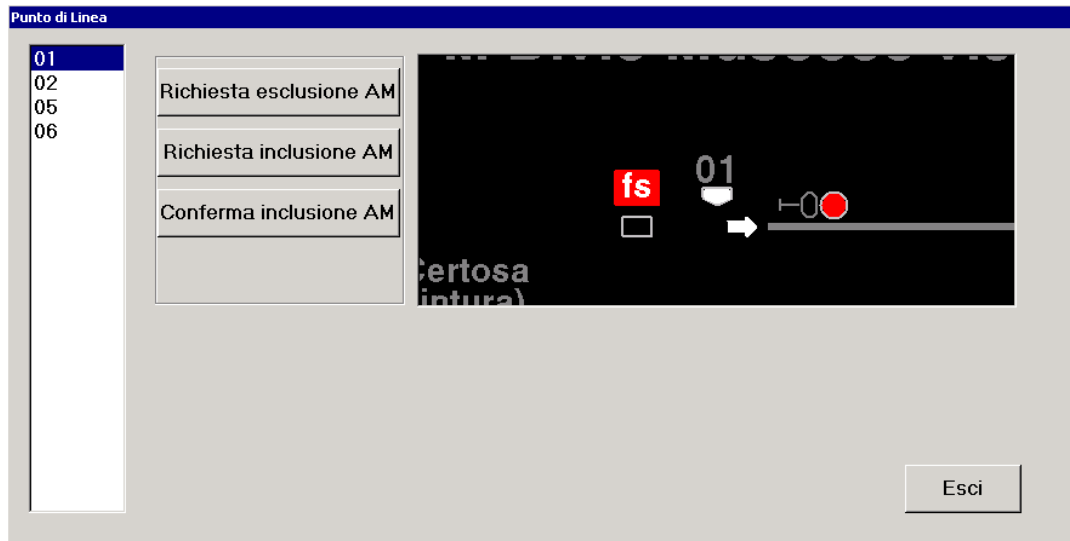 Punto di Linea
01
02
05
06
Richiesta esclusione AM
Richiesta inclusione AM
Conferma inclusione AM
fs
01
Certosa
Esci